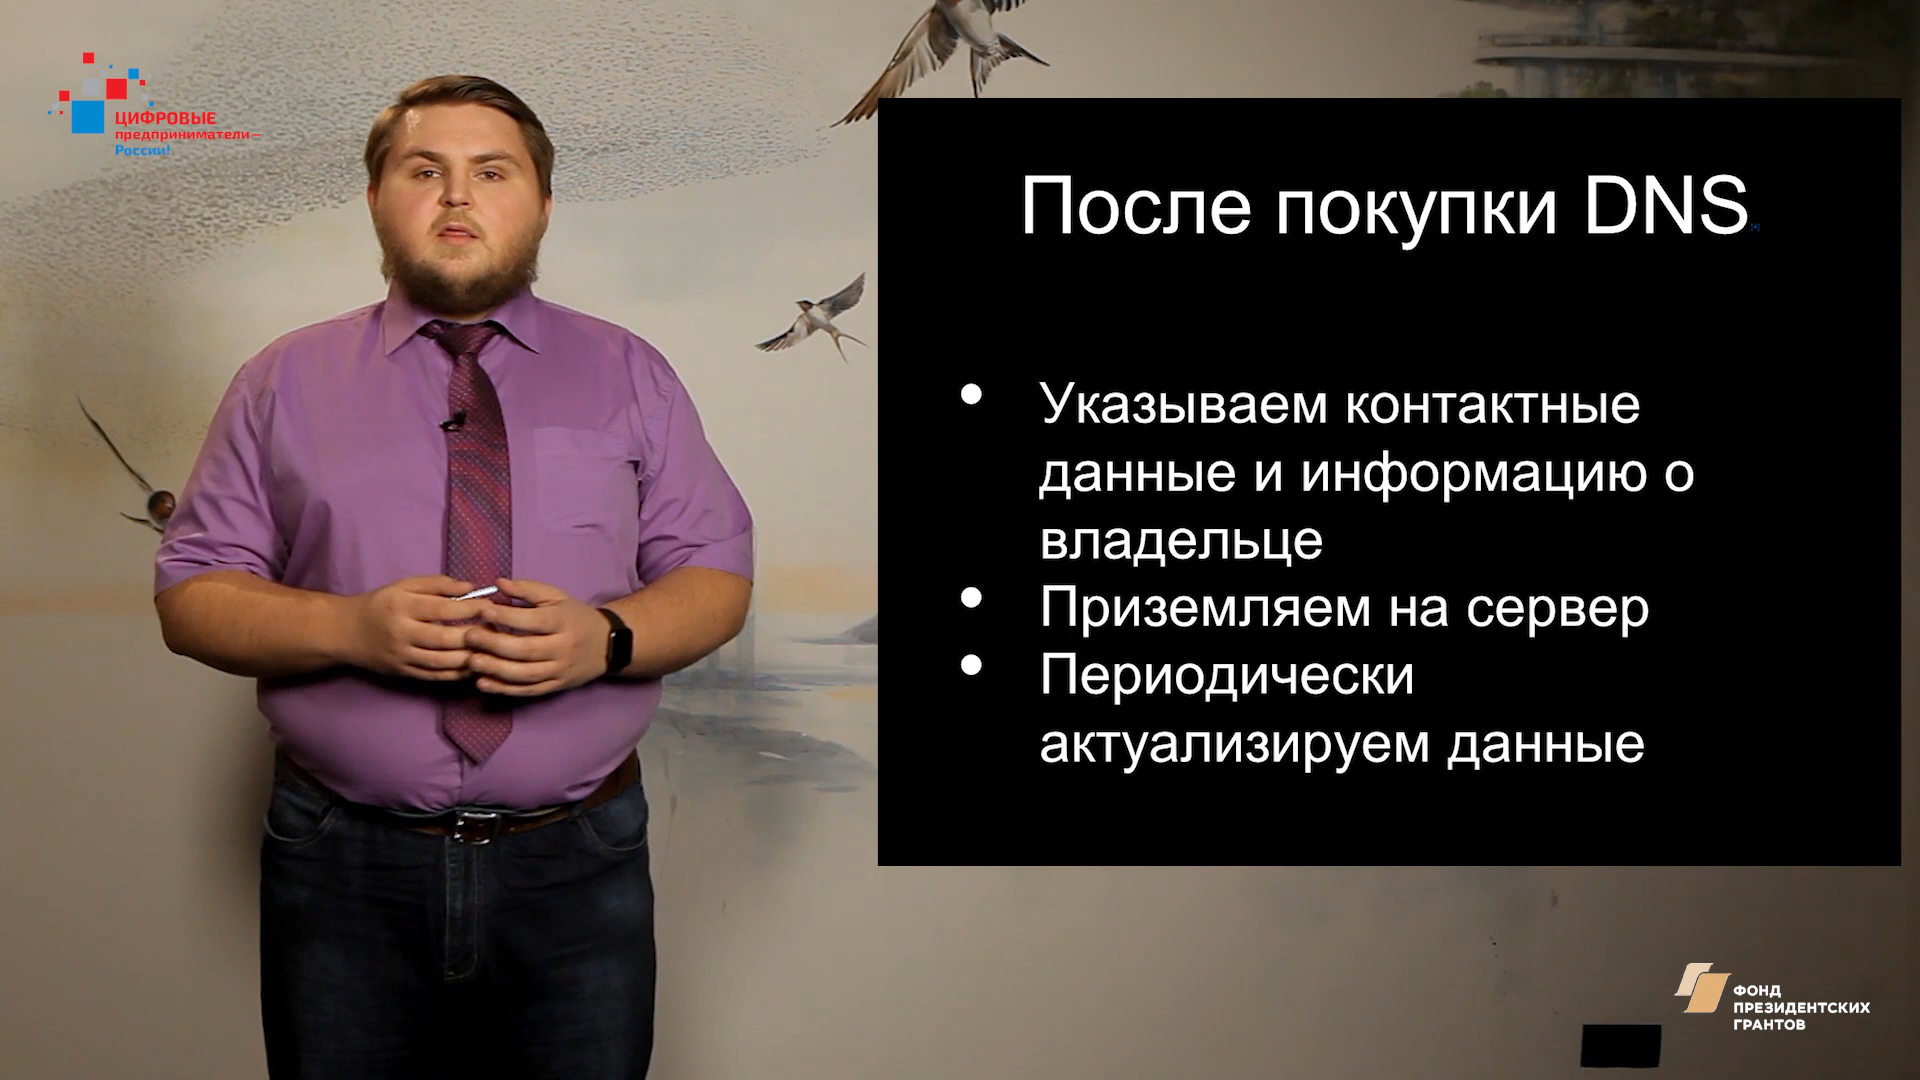 ЦИФРОВЫЕ
предприниматели –
России!
После покупки DNS
• Указываем контактные
данные и информацию о
владельце
• Приземляем на сервер
• Периодически
актуализируем данные
ФОНД
ПРЕЗИДЕНТСКИХ
ГРАНТОВ